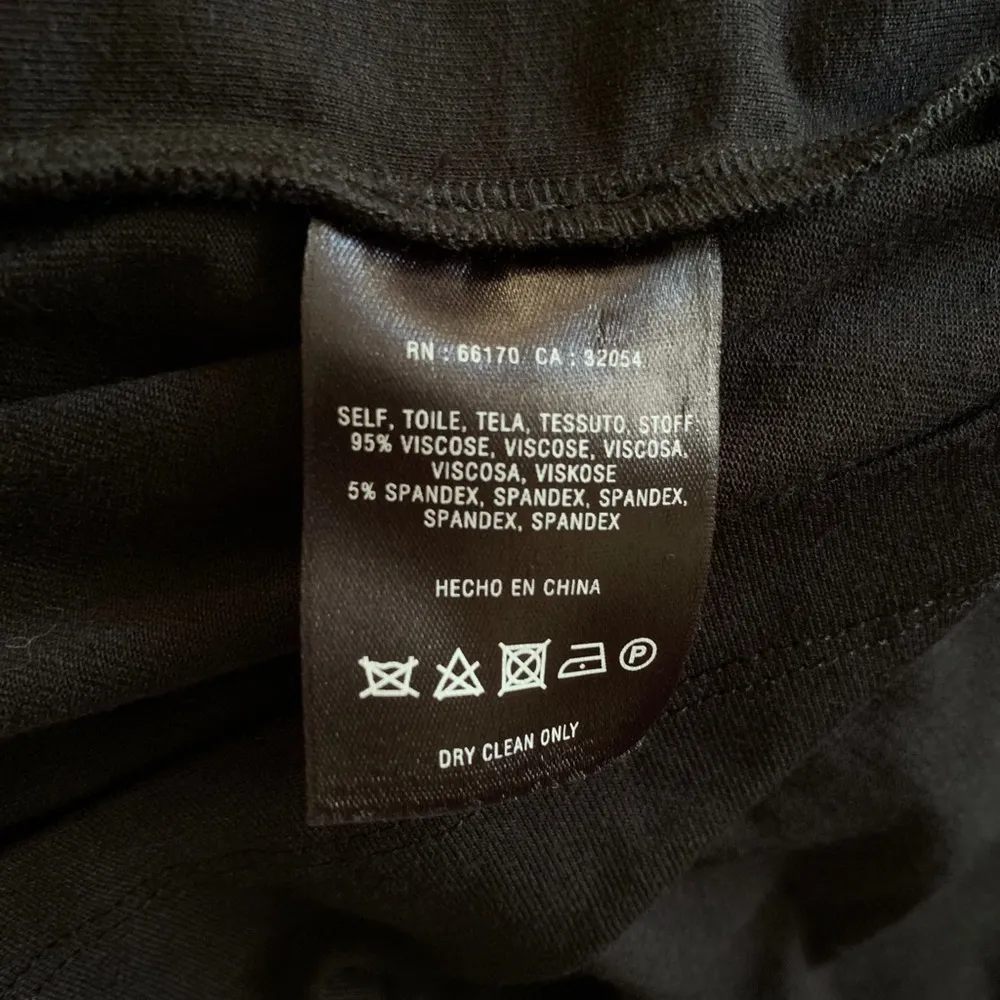 RN : 66170 CA : 32054
SELF, TOILE, TELA, TESSUTO, STOFF
95% VISCOSE, VISCOSE, VISCOSA,
VISCOSA, VISKOSE
5% SPANDEX, SPANDEX, SPANDEX,
SPANDEX, SPANDEX
HECHO EN CHINA
P
DRY CLEAN ONLY